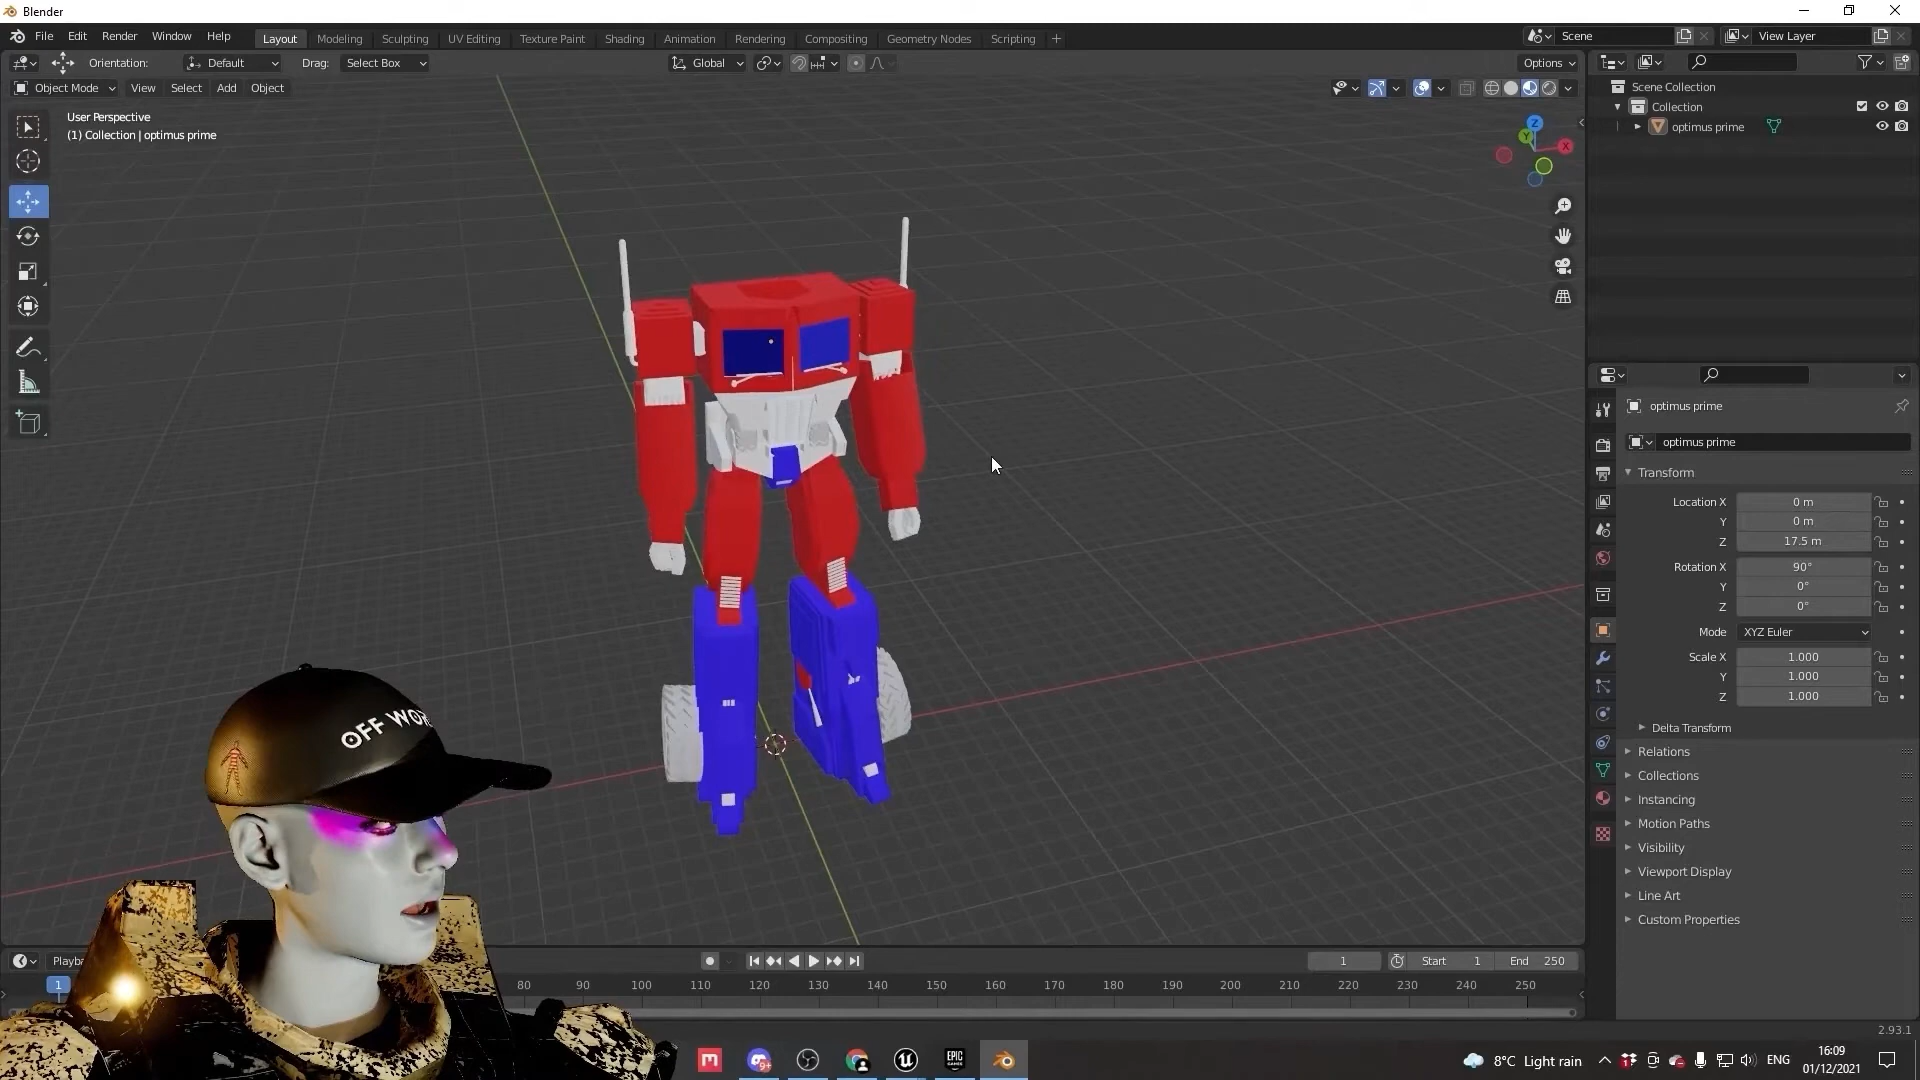 Blender
File Edit Render Window Help
Layout Modeling Sculpting UV Editing Texture Paint Shading Animation Rendering Compositing Geometry Nodes Scripting +
Scene
View Layer
Orientation: Default Drag: Select Box
Global
Options
Object Mode View Select Add Object
User Perspective
(1) Collection | optimus prime
Z
Y
X
Scene Collection
Collection
optimus prime
optimus prime
optimus prime
Transform
Location X 0 m
Y 0 m
Z 17.5 m
Rotation X 90°
Y 0°
Z 0°
Mode XYZ Euler
Scale X 1.000
Y 1.000
Z 1.000
Delta Transform
Relations
Collections
Instancing
Motion Paths
Visibility
Viewport Display
Line Art
Custom Properties
OFF WOR
Playba
1
Start 1
End 250
1
80 90 100 110 120 130 140 150 160 170 180 190 200 210 220 230 240 250
2.93.1
9+
EPIC GAMES
8°C Light rain
ENG
16:09
01/12/2021